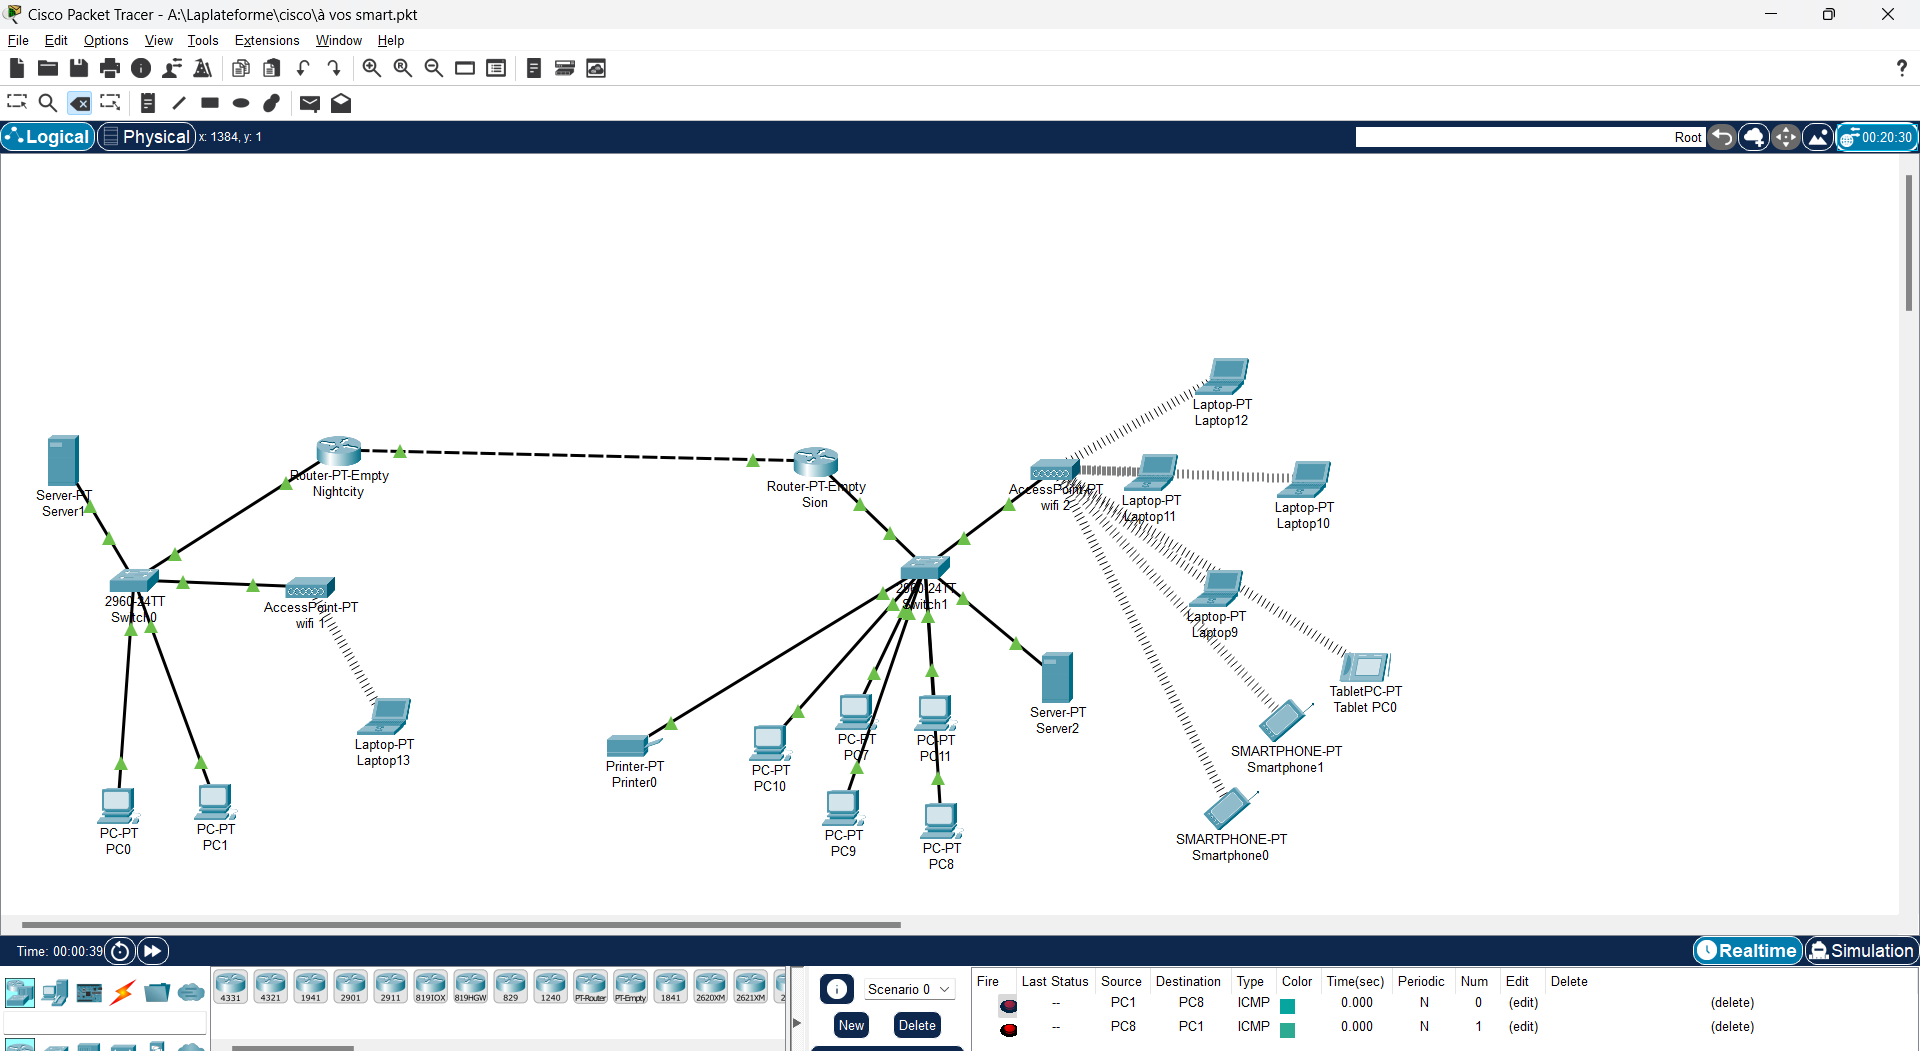 Cisco Packet Tracer - A:\Laplateforme\cisco\à vos smart.pkt
File Edit Options View Tools Extensions Window Help
?
Logical Physical x: 1384, y: 1 Root 00:20:30
Laptop-PT
Laptop12
Router-PT-Empty
Nightcity
Router-PT-Empty
Sion
Server-PT
Server1
AccessPoint-PT
wifi 2
Laptop-PT
Laptop11
Laptop-PT
Laptop10
2960-24TT
Switch0
AccessPoint-PT
wifi 1
2960-24TT
Switch1
Laptop-PT
Laptop9
TabletPC-PT
Tablet PC0
Server-PT
Server2
Laptop-PT
Laptop13
PC-PT
PC7
PC-PT
PC11
SMARTPHONE-PT
Smartphone1
Printer-PT
Printer0
PC-PT
PC10
PC-PT
PC0
PC-PT
PC1
PC-PT
PC9
PC-PT
PC8
SMARTPHONE-PT
Smartphone0
Time: 00:00:39 Realtime Simulation
4331 4321 1941 2901 2911 819IOX 819HGW 829 1240 PT-Router PT-Empty 1841 2620XM 2621XM 2
Scenario 0
New Delete
Fire Last Status Source Destination Type Color Time(sec) Periodic Num Edit Delete
-- PC1 PC8 ICMP 0.000 N 0 (edit) (delete)
-- PC8 PC1 ICMP 0.000 N 1 (edit) (delete)